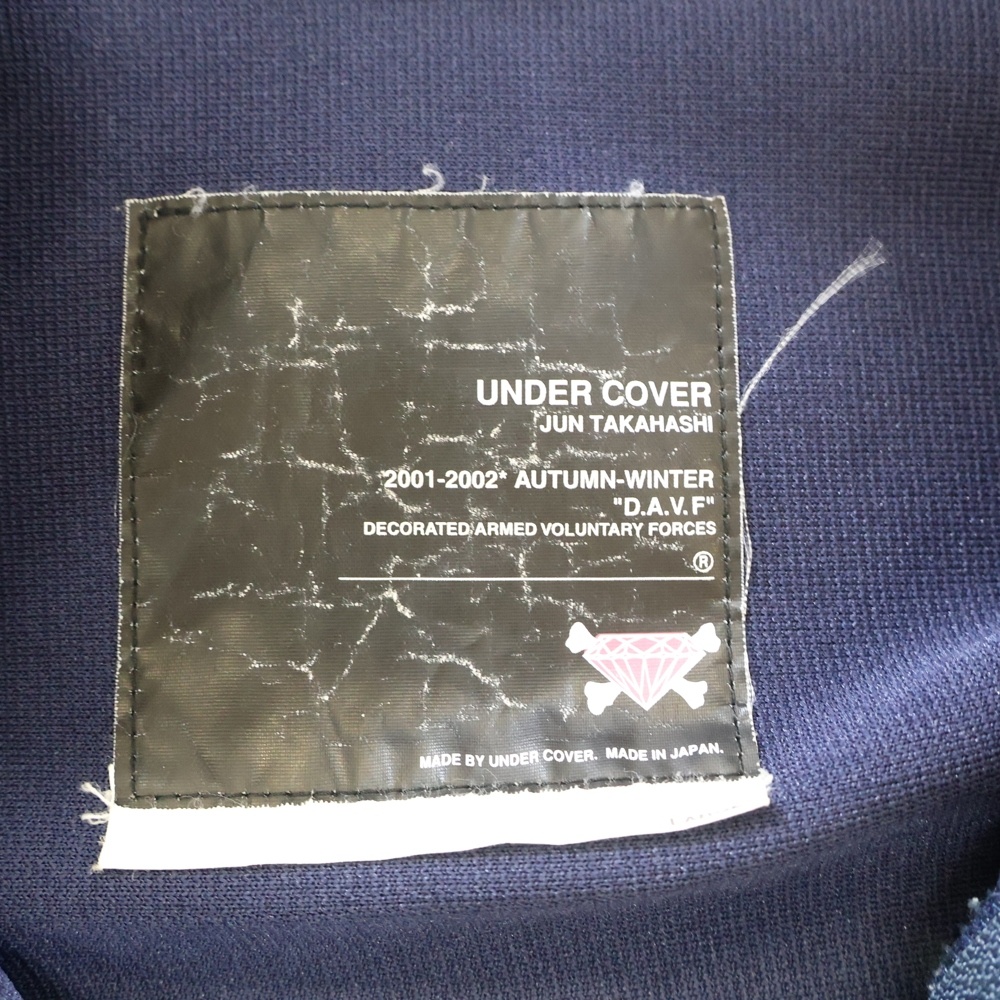 UNDER COVER
JUN TAKAHASHI
2001-2002* AUTUMN-WINTER
"D.A.V.F"
DECORATED ARMED VOLUNTARY FORCES
®
MADE BY UNDER COVER. MADE IN JAPAN.